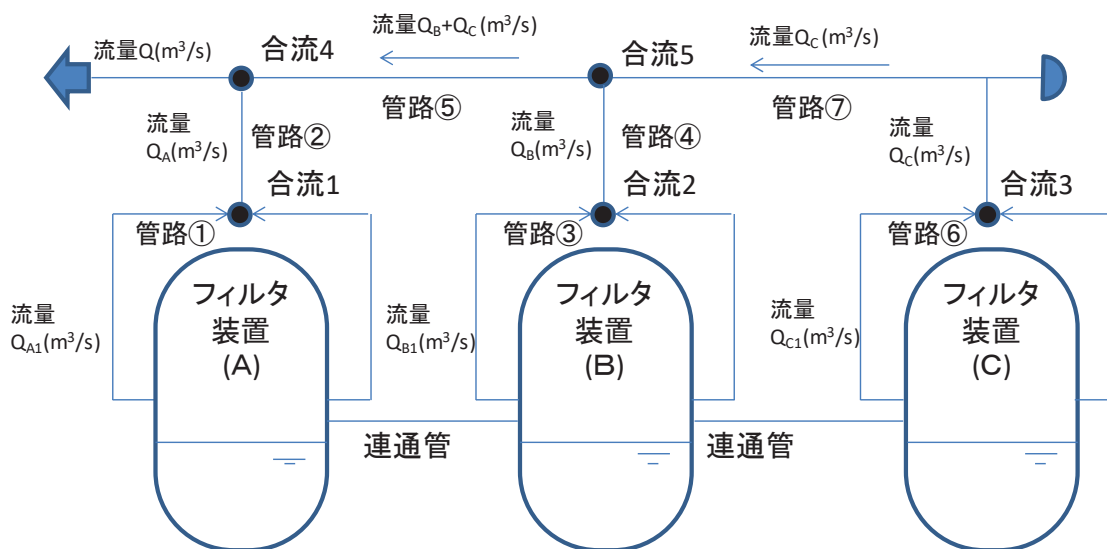 流量Q(m³/s)
合流4
流量Q_B+Q_C(m³/s)
合流5
流量Q_C(m³/s)
管路⑤
管路⑦
流量
Q_A(m³/s)
管路②
流量
Q_B(m³/s)
管路④
流量
Q_C(m³/s)
合流1
合流2
合流3
管路①
管路③
管路⑥
フィルタ
装置
(A)
フィルタ
装置
(B)
フィルタ
装置
(C)
流量
Q_A1(m³/s)
流量
Q_B1(m³/s)
流量
Q_C1(m³/s)
連通管
連通管